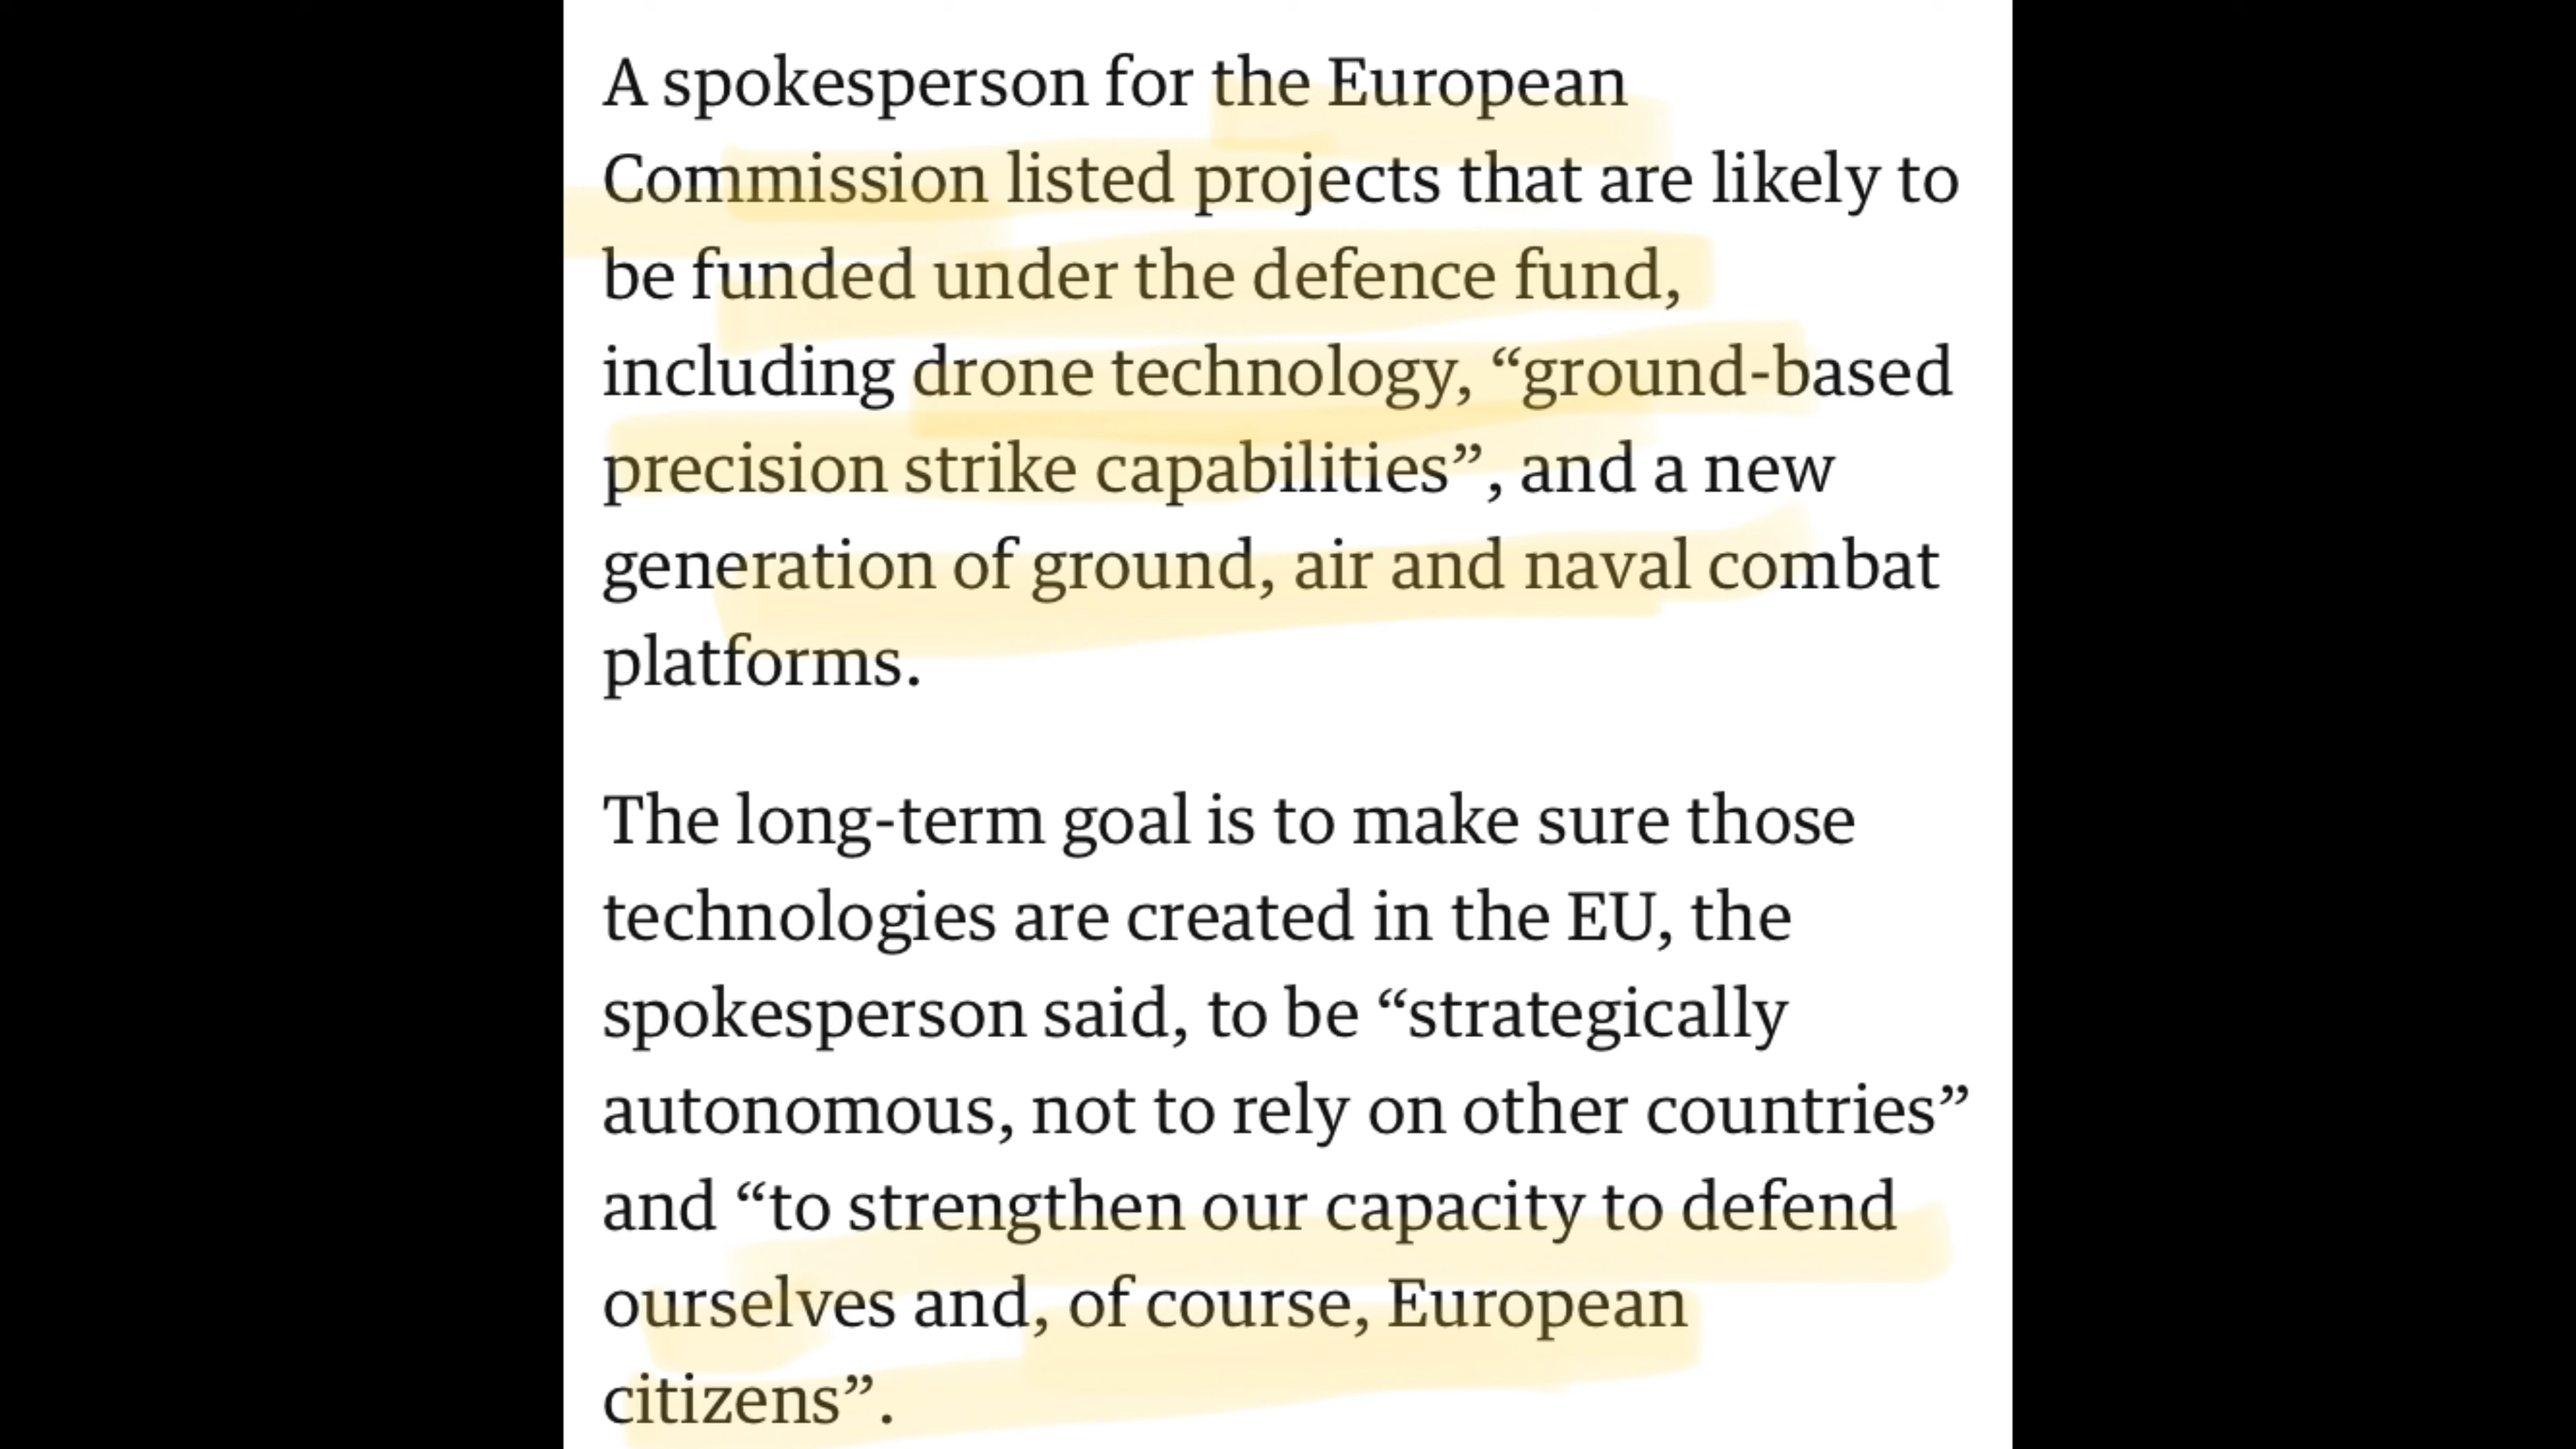 A spokesperson for the European
Commission listed projects that are likely to
be funded under the defence fund,
including drone technology, “ground-based
precision strike capabilities”, and a new
generation of ground, air and naval combat
platforms.
The long-term goal is to make sure those
technologies are created in the EU, the
spokesperson said, to be “strategically
autonomous, not to rely on other countries”
and “to strengthen our capacity to defend
ourselves and, of course, European
citizens”.